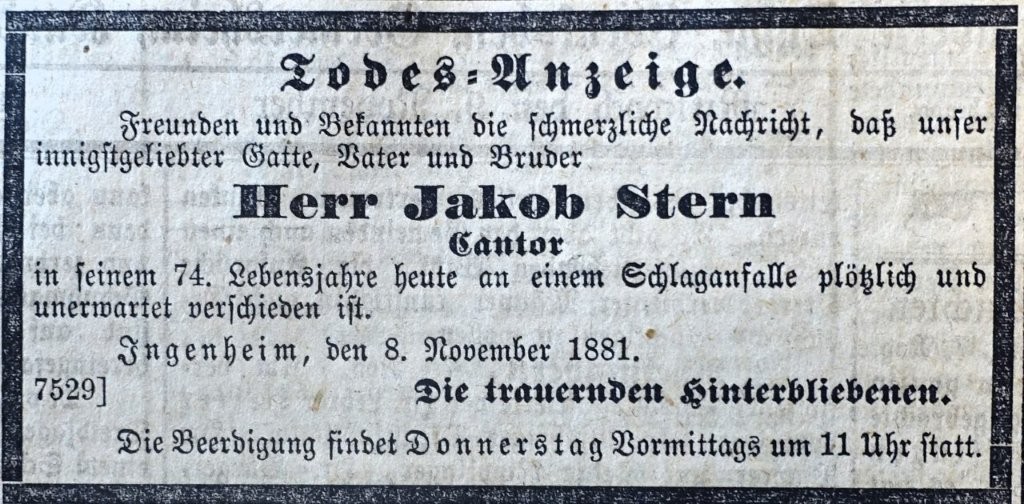 Todes-Anzeige.
Freunden und Bekannten die schmerzliche Nachricht, daß unser
innigstgeliebter Gatte, Vater und Bruder
Herr Jakob Stern
Cantor
in seinem 74. Lebensjahre heute an einem Schlaganfalle plötzlich und
unerwartet verschieden ist.
Ingenheim, den 8. November 1881.
7529] Die trauernden Hinterbliebenen.
Die Beerdigung findet Donnerstag Vormittags um 11 Uhr statt.